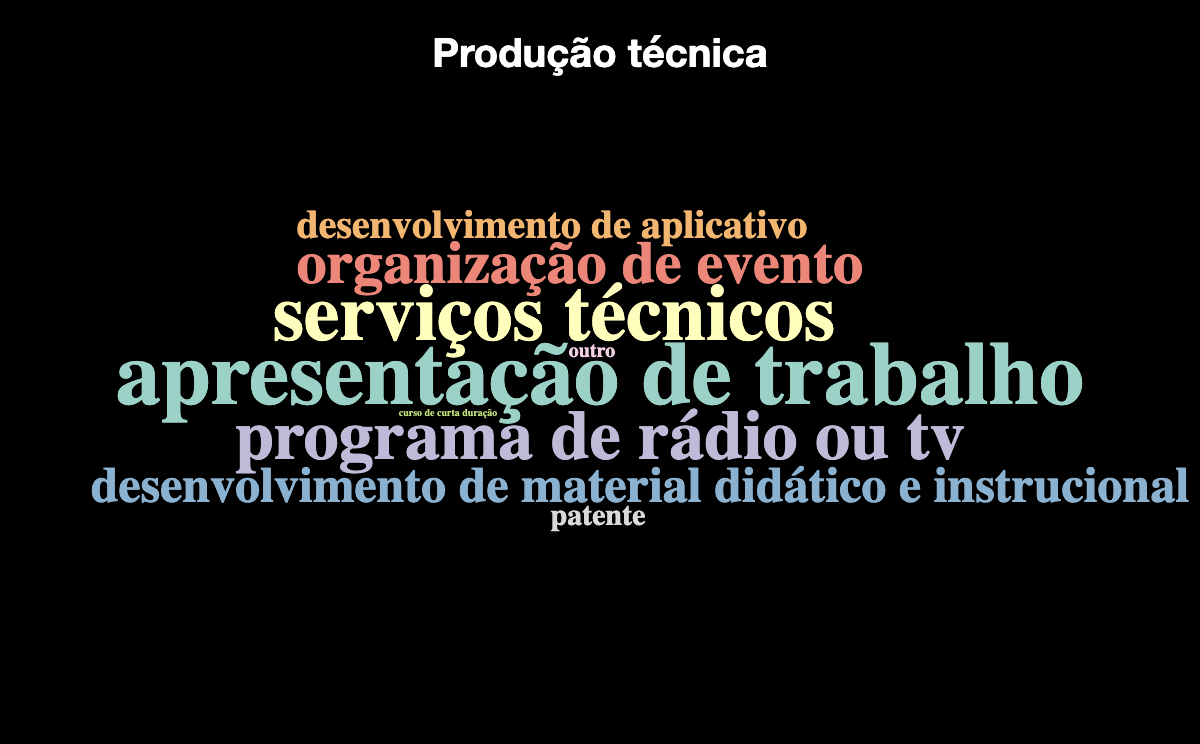 Produção técnica
desenvolvimento de aplicativo
organização de evento
serviços técnicos
outro
apresentação de trabalho
curso de curta duração
programa de rádio ou tv
desenvolvimento de material didático e instrucional
patente